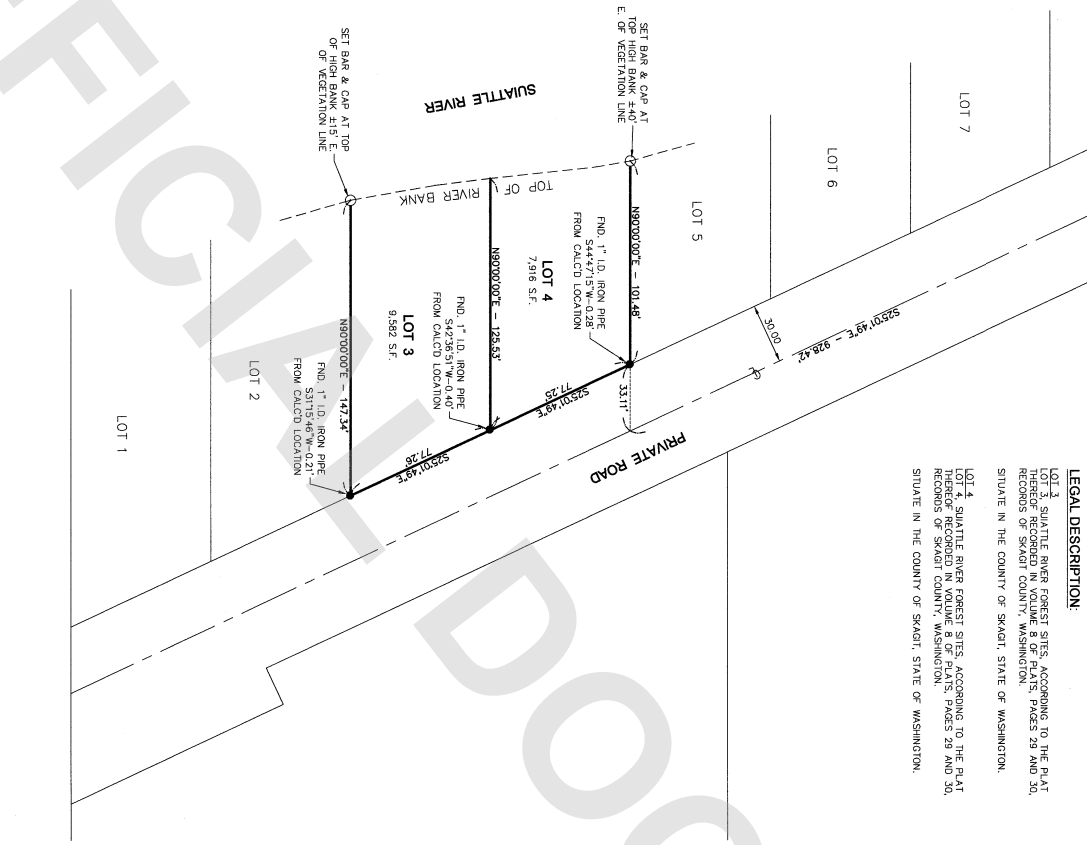 LEGAL DESCRIPTION:
LOT 3
LOT 3, SUIATTLE RIVER FOREST SITES, ACCORDING TO THE PLAT
THEREOF RECORDED IN VOLUME 8 OF PLATS, PAGES 29 AND 30,
RECORDS OF SKAGIT COUNTY, WASHINGTON.
SITUATE IN THE COUNTY OF SKAGIT, STATE OF WASHINGTON.
LOT 4
LOT 4, SUIATTLE RIVER FOREST SITES, ACCORDING TO THE PLAT
THEREOF RECORDED IN VOLUME 8 OF PLATS, PAGES 29 AND 30,
RECORDS OF SKAGIT COUNTY, WASHINGTON.
SITUATE IN THE COUNTY OF SKAGIT, STATE OF WASHINGTON.
LOT 7
LOT 6
LOT 5
S25°01'49"E - 928.42'
30.00
SET BAR & CAP AT
TOP HIGH BANK ±40'
E. OF VEGETATION LINE
N90°00'00"E - 101.48'
FND. 1" I.D. IRON PIPE
S44°47'15"W-0.28'
FROM CALC'D LOCATION
33.11'
PRIVATE ROAD
77.25
S25°01'49"E
LOT 4
7,916 S.F.
SUIATTLE RIVER
TOP OF
RIVER BANK
N90°00'00"E - 125.53'
FND. 1" I.D. IRON PIPE
S42°36'51"W-0.40'
FROM CALC'D LOCATION
S25°01'49"E
77.26
LOT 3
9,582 S.F.
SET BAR & CAP AT TOP
OF HIGH BANK ±15' E.
OF VEGETATION LINE
N90°00'00"E - 147.34'
FND. 1" I.D. IRON PIPE
S31°15'46"W-0.21'
FROM CALC'D LOCATION
LOT 2
LOT 1
FICIAL DOC